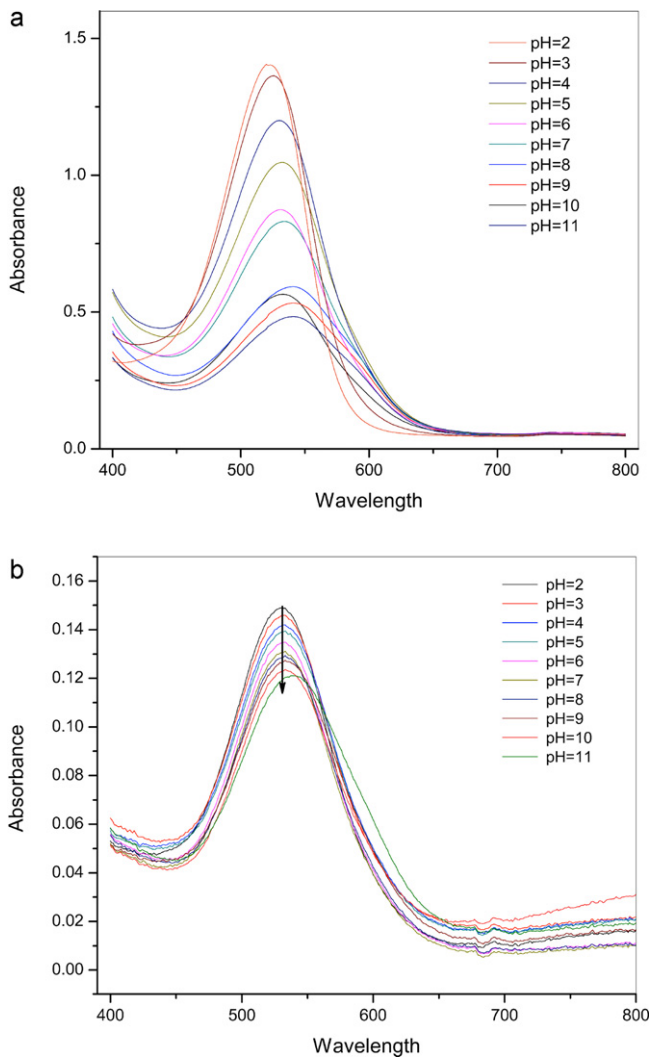 a
1.5
1.0
0.5
0.0
Absorbance
400
500
600
700
800
Wavelength
pH=2
pH=3
pH=4
pH=5
pH=6
pH=7
pH=8
pH=9
pH=10
pH=11
b
0.16
0.14
0.12
0.10
0.08
0.06
0.04
0.02
0.00
Absorbance
400
500
600
700
800
Wavelength
pH=2
pH=3
pH=4
pH=5
pH=6
pH=7
pH=8
pH=9
pH=10
pH=11